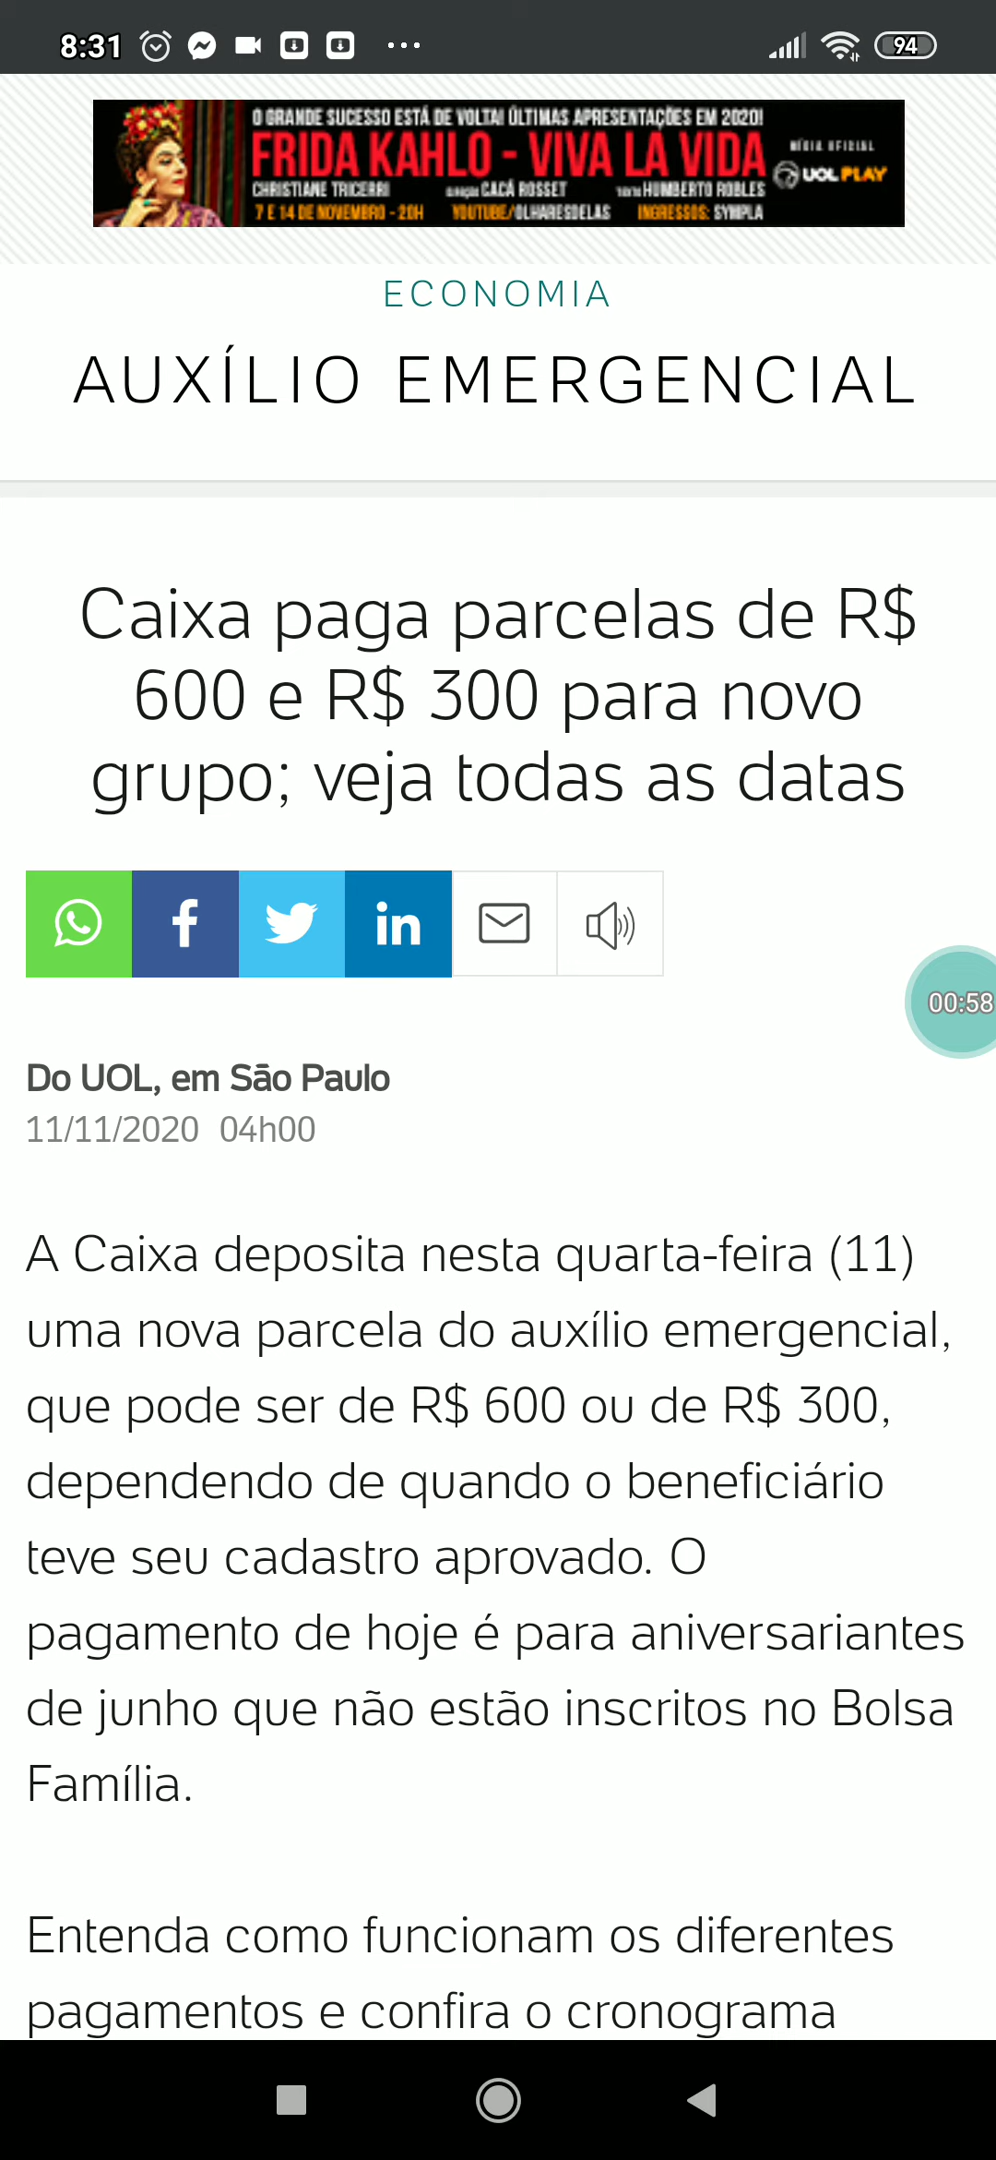 8:31
94
O GRANDE SUCESSO ESTÁ DE VOLTA! ÚLTIMAS APRESENTAÇÕES EM 2020!
FRIDA KAHLO - VIVA LA VIDA
MÍDIA OFICIAL
UOL PLAY
CHRISTIANE TRICERRI CACÁ ROSSET HUMBERTO ROBLES
7 E 14 DE NOVEMBRO - 20H YOUTUBE/OLHARESDELAS INGRESSOS: SYMPLA
ECONOMIA
AUXÍLIO EMERGENCIAL
Caixa paga parcelas de R$
600 e R$ 300 para novo
grupo; veja todas as datas
00:58
Do UOL, em São Paulo
11/11/2020 04h00
A Caixa deposita nesta quarta-feira (11)
uma nova parcela do auxílio emergencial,
que pode ser de R$ 600 ou de R$ 300,
dependendo de quando o beneficiário
teve seu cadastro aprovado. O
pagamento de hoje é para aniversariantes
de junho que não estão inscritos no Bolsa
Família.
Entenda como funcionam os diferentes
pagamentos e confira o cronograma